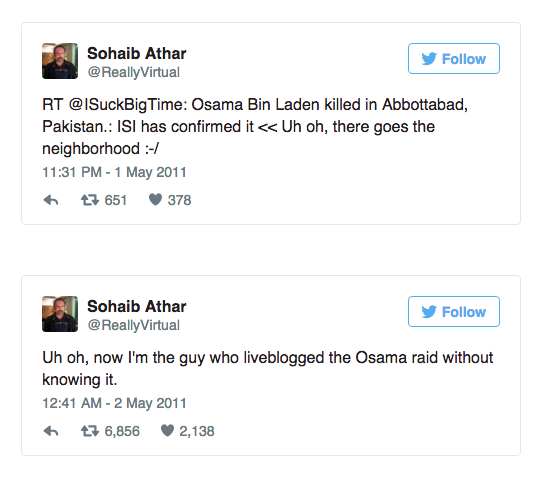 Sohaib Athar
@ReallyVirtual
Follow
RT @ISuckBigTime: Osama Bin Laden killed in Abbottabad,
Pakistan.: ISI has confirmed it << Uh oh, there goes the
neighborhood :-/
11:31 PM - 1 May 2011
651 378
Sohaib Athar
@ReallyVirtual
Follow
Uh oh, now I'm the guy who liveblogged the Osama raid without
knowing it.
12:41 AM - 2 May 2011
6,856 2,138